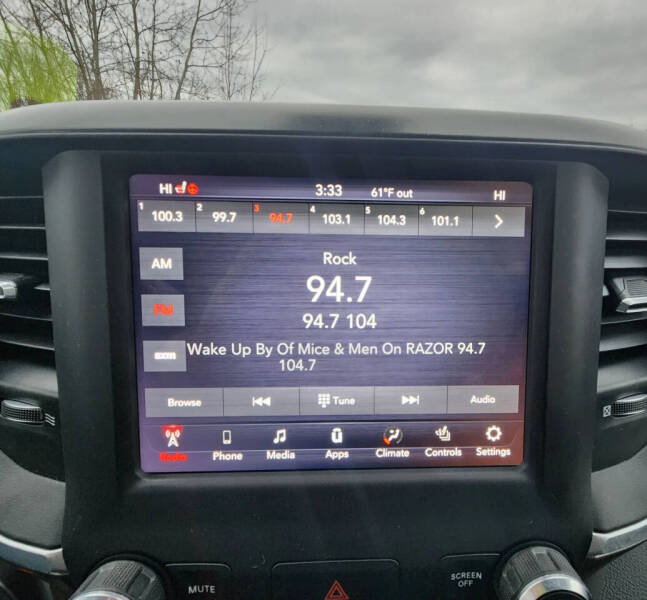 HI 3:33 61°F out HI
1 100.3 2 99.7 3 94.7 4 103.1 5 104.3 6 101.1 >
AM
Rock
94.7
FM
94.7 104
sxm
Wake Up By Of Mice & Men On RAZOR 94.7
104.7
Browse Tune Audio
Radio Phone Media Apps Climate Controls Settings
MUTE
SCREEN
OFF